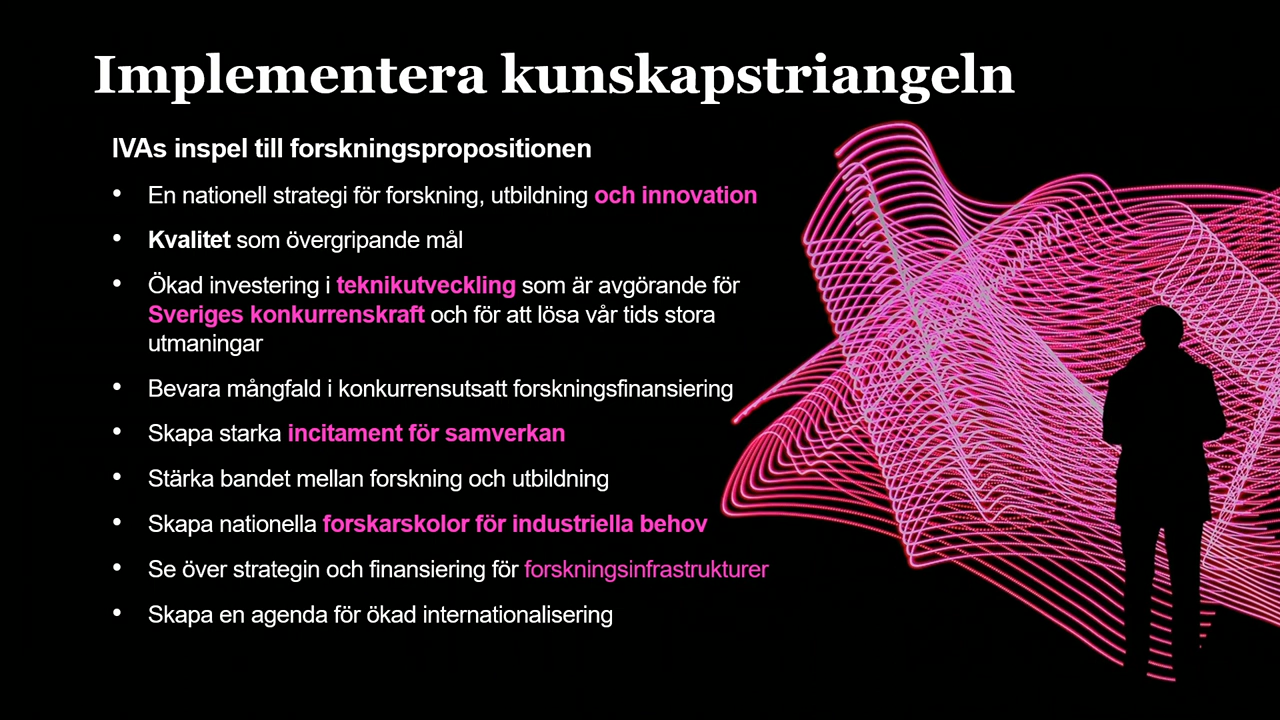 Implementera kunskapstriangeln
IVAs inspel till forskningspropositionen
• En nationell strategi för forskning, utbildning och innovation
• Kvalitet som övergripande mål
• Ökad investering i teknikutveckling som är avgörande för
Sveriges konkurrenskraft och för att lösa vår tids stora
utmaningar
• Bevara mångfald i konkurrensutsatt forskningsfinansiering
• Skapa starka incitament för samverkan
• Stärka bandet mellan forskning och utbildning
• Skapa nationella forskarskolor för industriella behov
• Se över strategin och finansiering för forskningsinfrastrukturer
• Skapa en agenda för ökad internationalisering